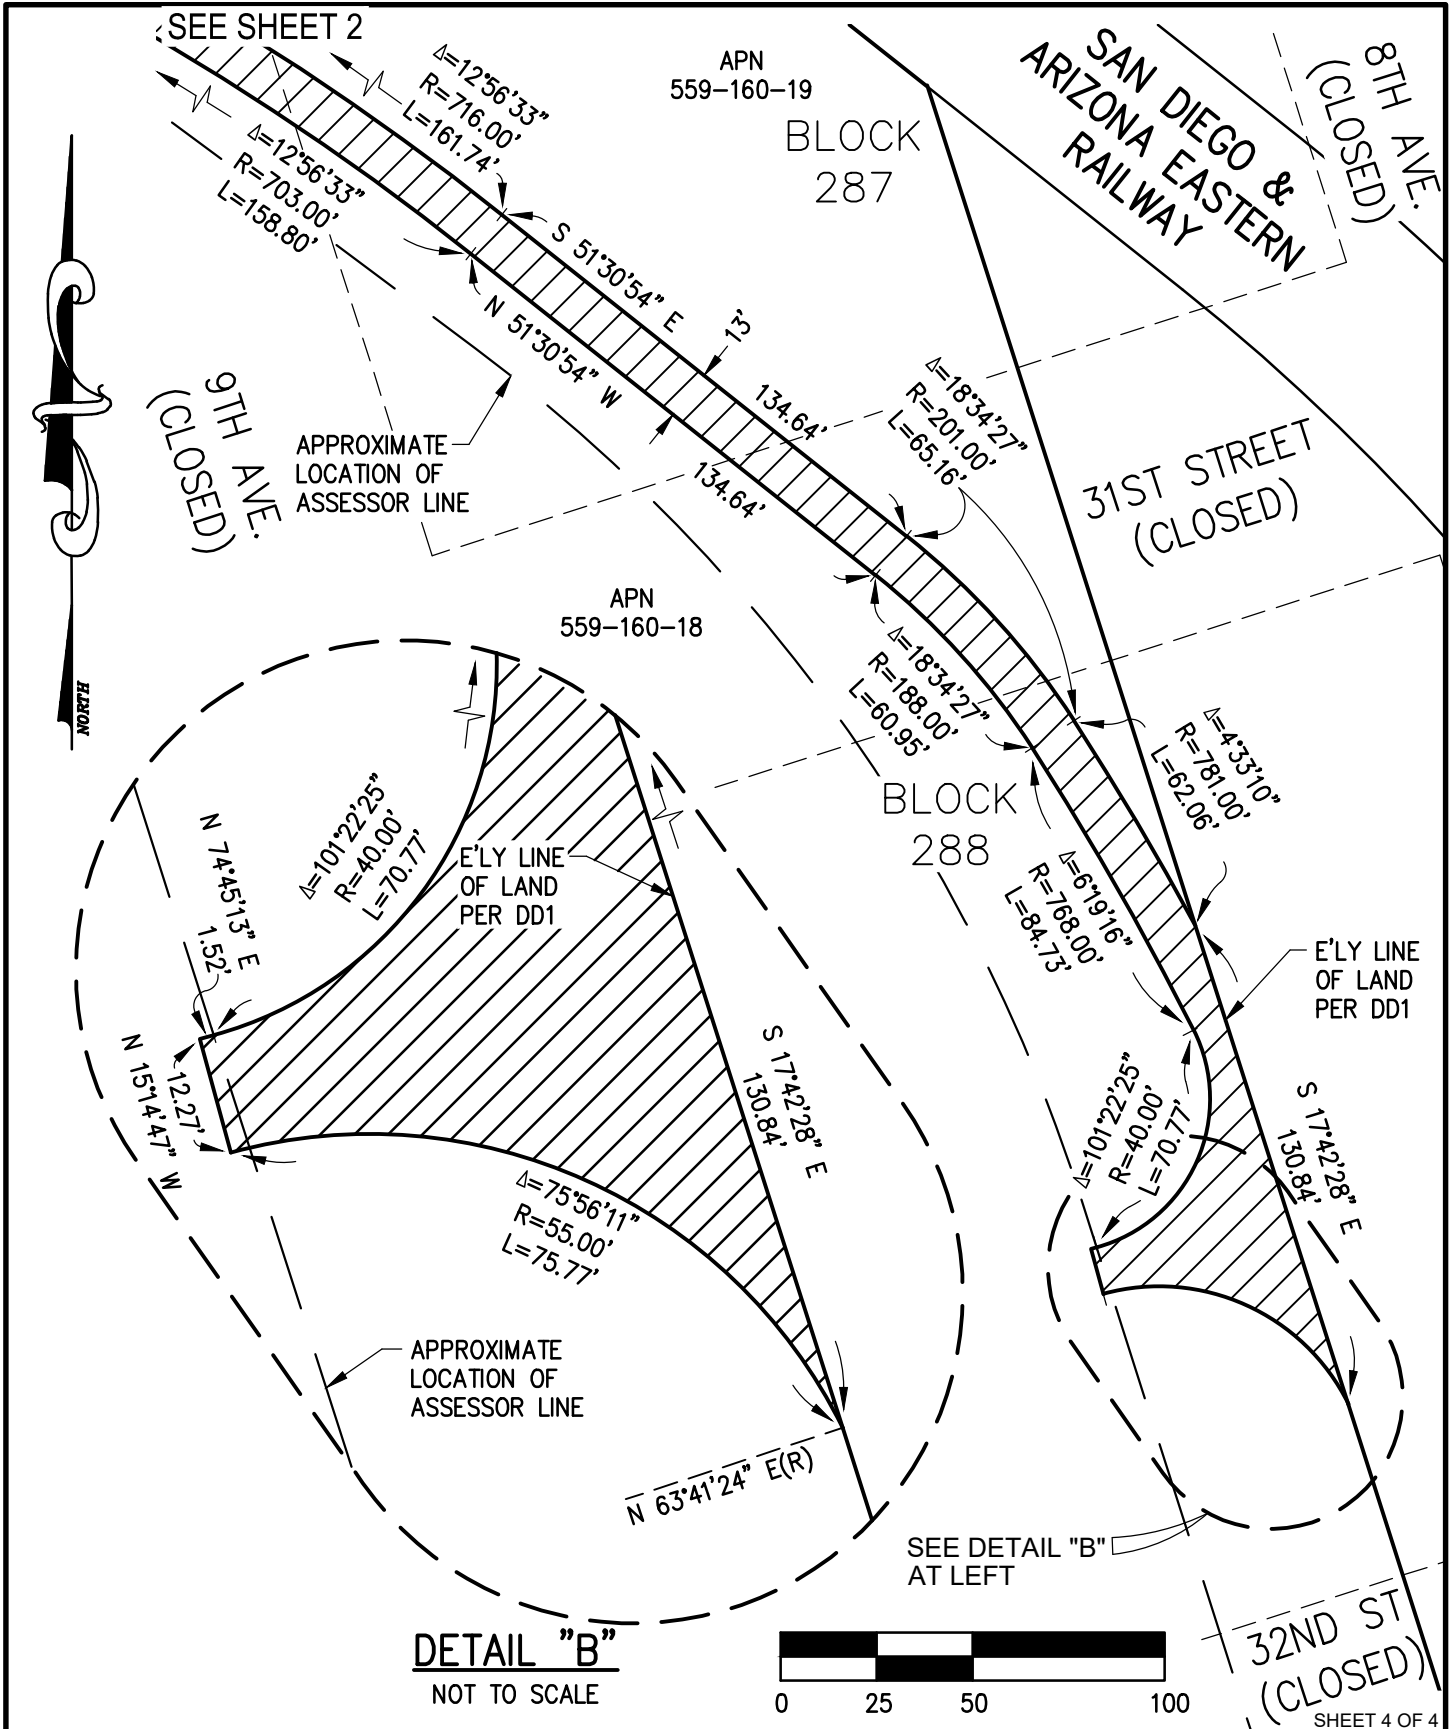 SEE SHEET 2
Δ=12°56'33"
R=716.00'
L=161.74'
Δ=12°56'33"
R=703.00'
L=158.80'
APN
559-160-19
BLOCK
287
SAN DIEGO &
ARIZONA EASTERN
RAILWAY
8TH AVE.
(CLOSED)
S 51°30'54" E
N 51°30'54" W
13'
134.64'
134.64'
9TH AVE.
(CLOSED)
APPROXIMATE
LOCATION OF
ASSESSOR LINE
Δ=18°34'27"
R=201.00'
L=65.16'
31ST STREET
(CLOSED)
APN
559-160-18
Δ=18°34'27"
R=188.00'
L=60.95'
NORTH
Δ=4°33'10"
R=781.00'
L=62.06'
BLOCK
288
Δ=6°19'16"
R=768.00'
L=84.73'
N 74°45'13" E
1.52'
Δ=101°22'25"
R=40.00'
L=70.77'
E'LY LINE
OF LAND
PER DD1
E'LY LINE
OF LAND
PER DD1
N 15°14'47" W
12.27'
S 17°42'28" E
130.84'
Δ=101°22'25"
R=40.00'
L=70.77'
S 17°42'28" E
130.84'
Δ=75°56'11"
R=55.00'
L=75.77'
APPROXIMATE
LOCATION OF
ASSESSOR LINE
N 63°41'24" E(R)
SEE DETAIL "B"
AT LEFT
DETAIL "B"
NOT TO SCALE
0 25 50 100
32ND ST
(CLOSED)
SHEET 4 OF 4